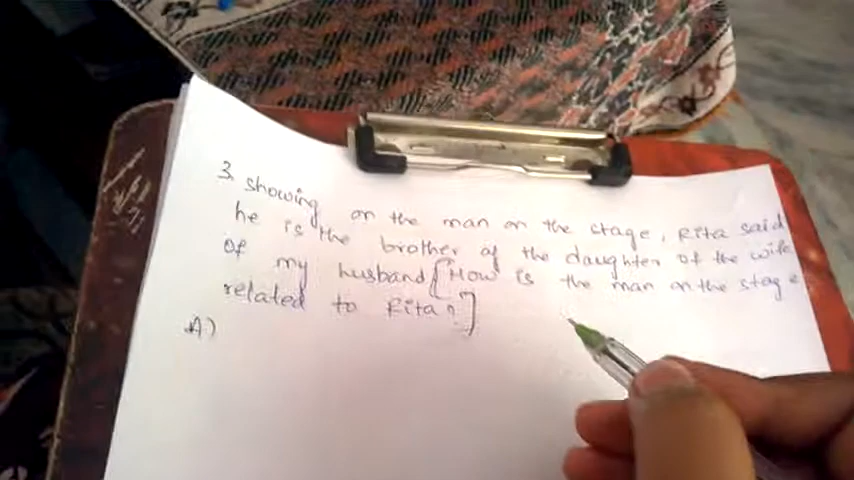 3. showing on the man on the stage, Rita said
he is the brother of the daughter of the wife
of my husband [How is the man on the stage
related to Rita?]
A)